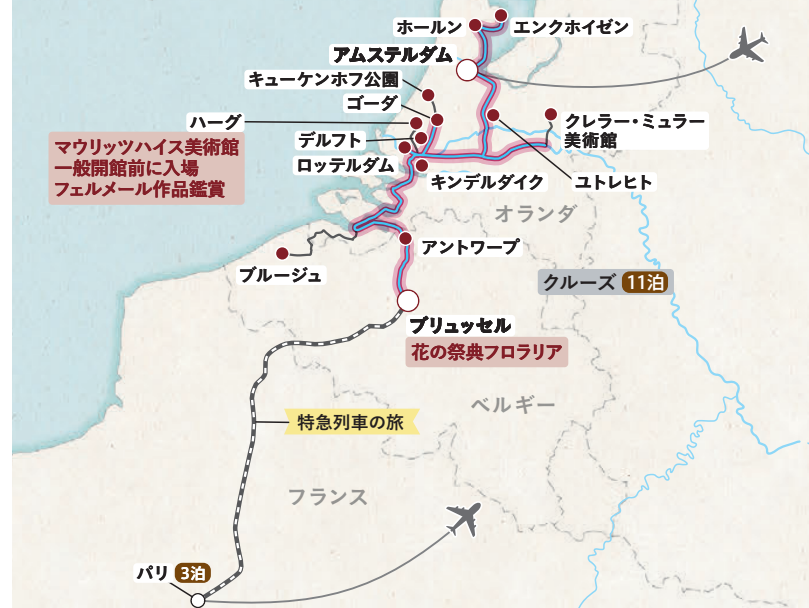 ホールン
エンクホイゼン
アムステルダム
キューケンホフ公園
ゴーダ
ハーグ
クレラー・ミュラー
美術館
デルフト
マウリッツハイス美術館
一般開館前に入場
フェルメール作品鑑賞
ロッテルダム
キンデルダイク
ユトレヒト
オランダ
アントワープ
ブルージュ
クルーズ 11泊
ブリュッセル
花の祭典フロラリア
ベルギー
特急列車の旅
フランス
パリ 3泊